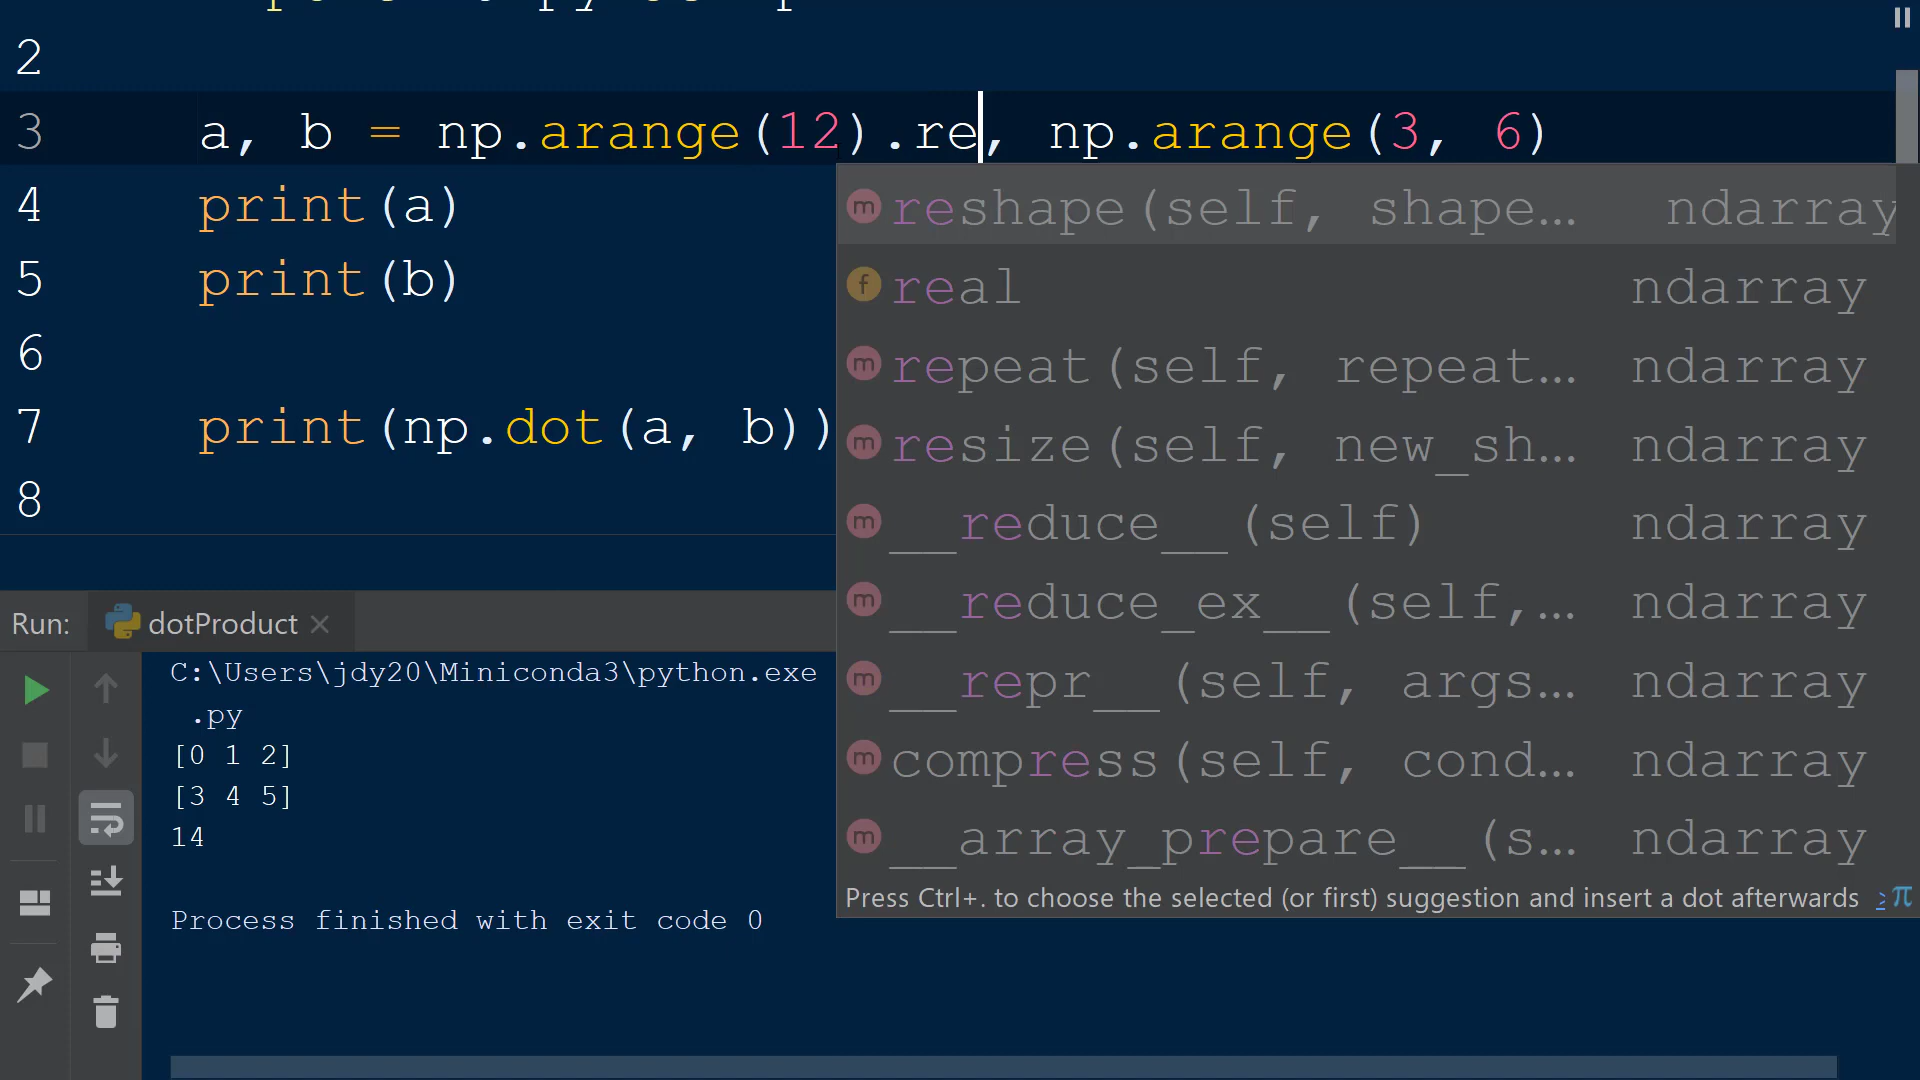 2
3 a, b = np.arange(12).re, np.arange(3, 6)
4 print(a)
5 print(b)
6
7 print(np.dot(a, b))
8
m reshape(self, shape… ndarray
f real ndarray
m repeat(self, repeat… ndarray
m resize(self, new_sh… ndarray
m __reduce__(self) ndarray
m __reduce_ex__(self,… ndarray
m __repr__(self, args… ndarray
m compress(self, cond… ndarray
m __array_prepare__(s… ndarray
Press Ctrl+. to choose the selected (or first) suggestion and insert a dot afterwards > π
Run: dotProduct
C:\Users\jdy20\Miniconda3\python.exe
.py
[0 1 2]
[3 4 5]
14
Process finished with exit code 0